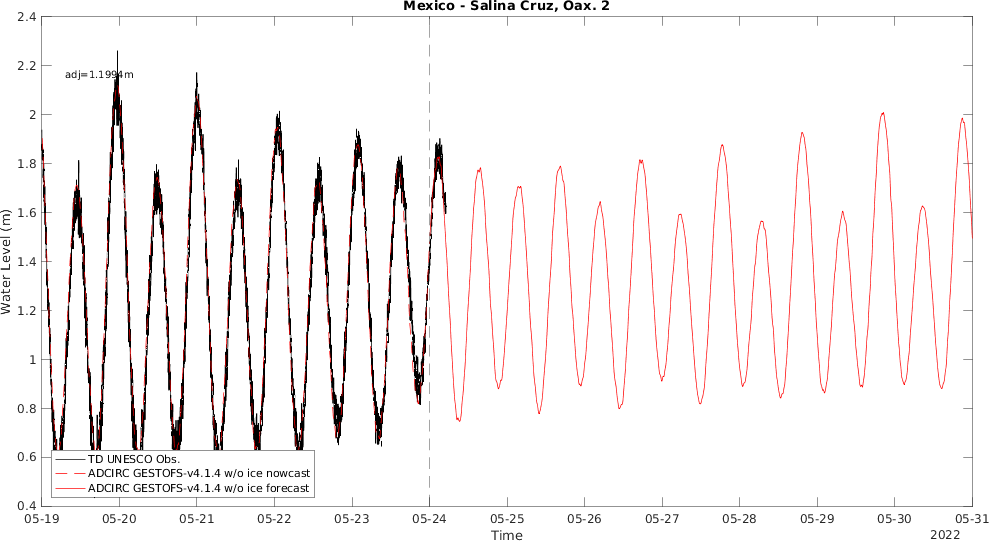 Mexico - Salina Cruz, Oax. 2
2.4
2.2
2
1.8
1.6
1.4
1.2
1
0.8
0.6
0.4
Water Level (m)
adj=1.1994m
TD UNESCO Obs.
ADCIRC GESTOFS-v4.1.4 w/o ice nowcast
ADCIRC GESTOFS-v4.1.4 w/o ice forecast
05-19 05-20 05-21 05-22 05-23 05-24 05-25 05-26 05-27 05-28 05-29 05-30 05-31
Time
2022